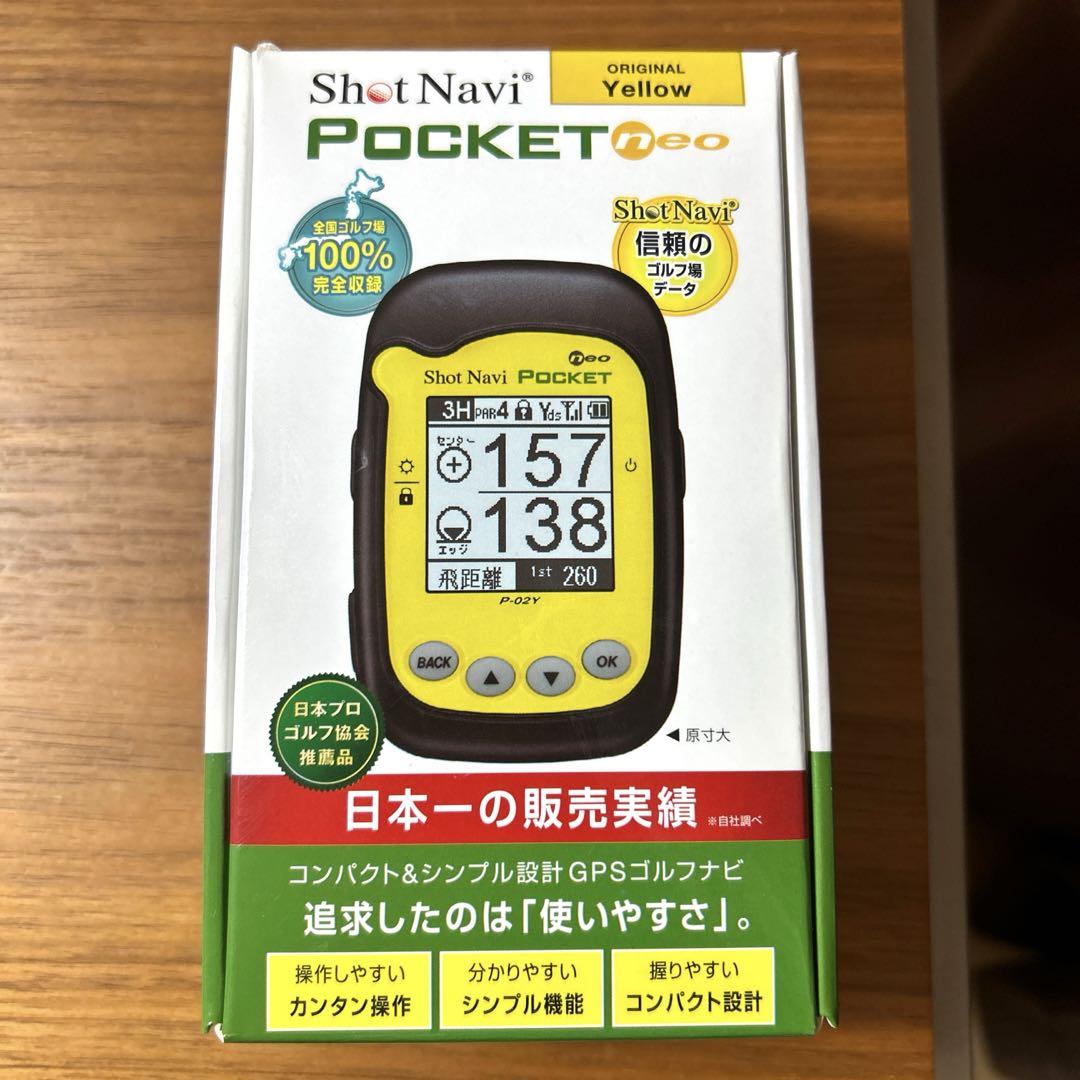 Shot Navi®
ORIGINAL
Yellow
POCKET neo
全国ゴルフ場
100%
完全収録
Shot Navi®
信頼の
ゴルフ場
データ
neo
Shot Navi POCKET
3H PAR4 Yds
センター
157
138
エッジ
飛距離 1st 260
P-02Y
BACK
▲
▼
OK
日本プロ
ゴルフ協会
推薦品
◀原寸大
日本一の販売実績 ※自社調べ
コンパクト&シンプル設計GPSゴルフナビ
追求したのは「使いやすさ」。
操作しやすい
カンタン操作
分かりやすい
シンプル機能
握りやすい
コンパクト設計